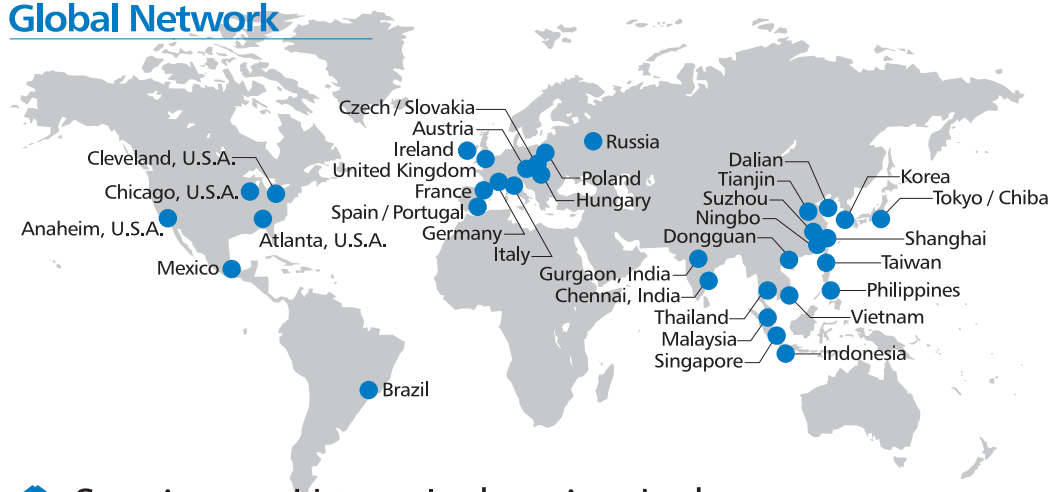 Global Network
Czech / Slovakia
Austria
Ireland
United Kingdom
France
Spain / Portugal
Germany
Italy
Russia
Poland
Hungary
Cleveland, U.S.A.
Chicago, U.S.A.
Anaheim, U.S.A.
Atlanta, U.S.A.
Mexico
Brazil
Dalian
Tianjin
Suzhou
Ningbo
Dongguan
Gurgaon, India
Chennai, India
Thailand
Malaysia
Singapore
Korea
Tokyo / Chiba
Shanghai
Taiwan
Philippines
Vietnam
Indonesia